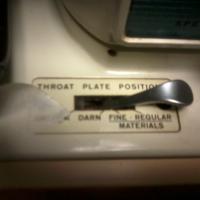 THROAT PLATE POSITION
DARN FINE - REGULAR
MATERIALS